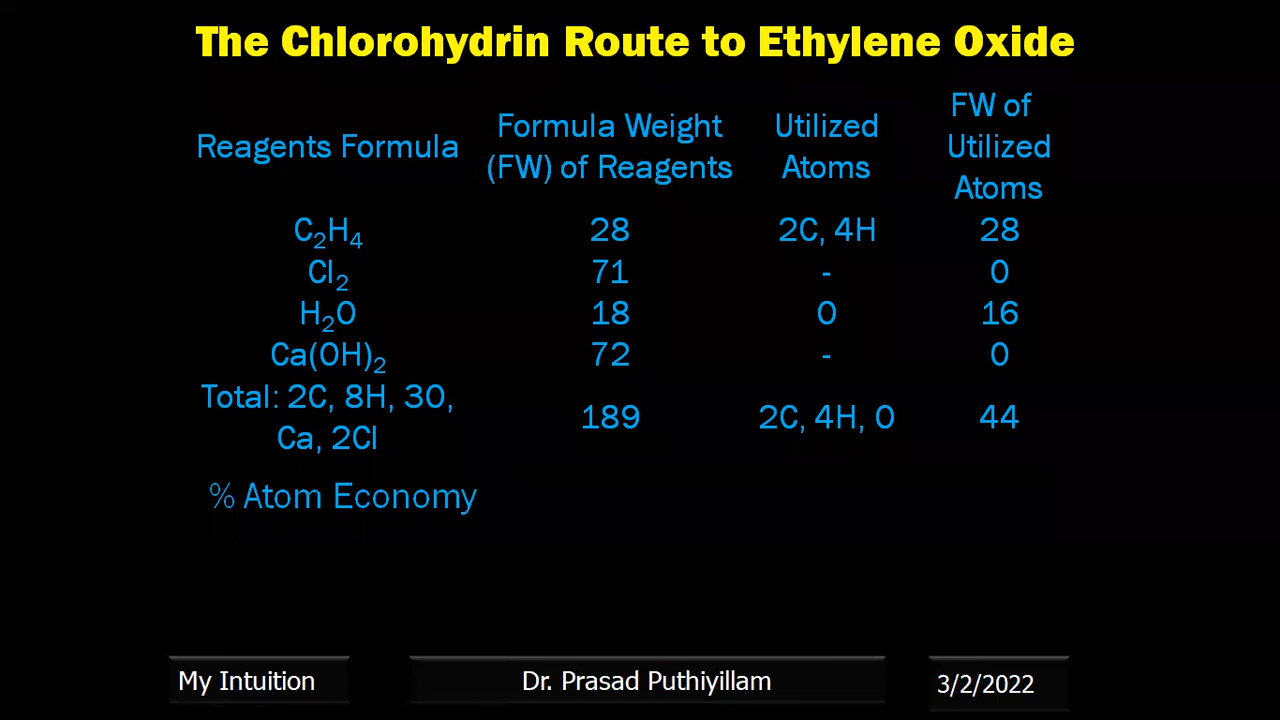 The Chlorohydrin Route to Ethylene Oxide
Reagents Formula
Formula Weight (FW) of Reagents
Utilized Atoms
FW of Utilized Atoms
C₂H₄ 28 2C, 4H 28
Cl₂ 71 - 0
H₂O 18 O 16
Ca(OH)₂ 72 - 0
Total: 2C, 8H, 3O, Ca, 2Cl 189 2C, 4H, O 44
% Atom Economy
My Intuition
Dr. Prasad Puthiyillam
3/2/2022